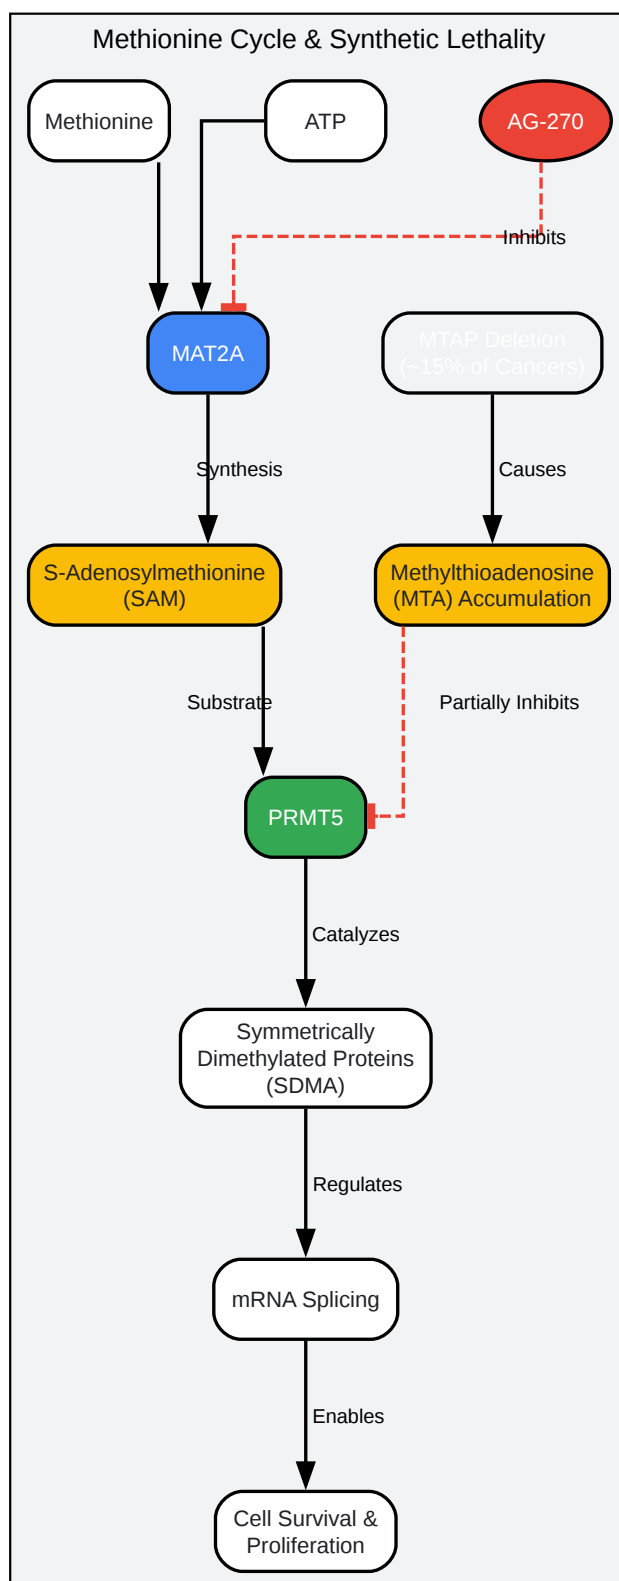 Methionine Cycle & Synthetic Lethality
Methionine
ATP
AG-270
Inhibits
MAT2A
MTAP Deletion
(~15% of Cancers)
Synthesis
Causes
S-Adenosylmethionine
(SAM)
Methylthioadenosine
(MTA) Accumulation
Substrate
Partially Inhibits
PRMT5
Catalyzes
Symmetrically
Dimethylated Proteins
(SDMA)
Regulates
mRNA Splicing
Enables
Cell Survival &
Proliferation